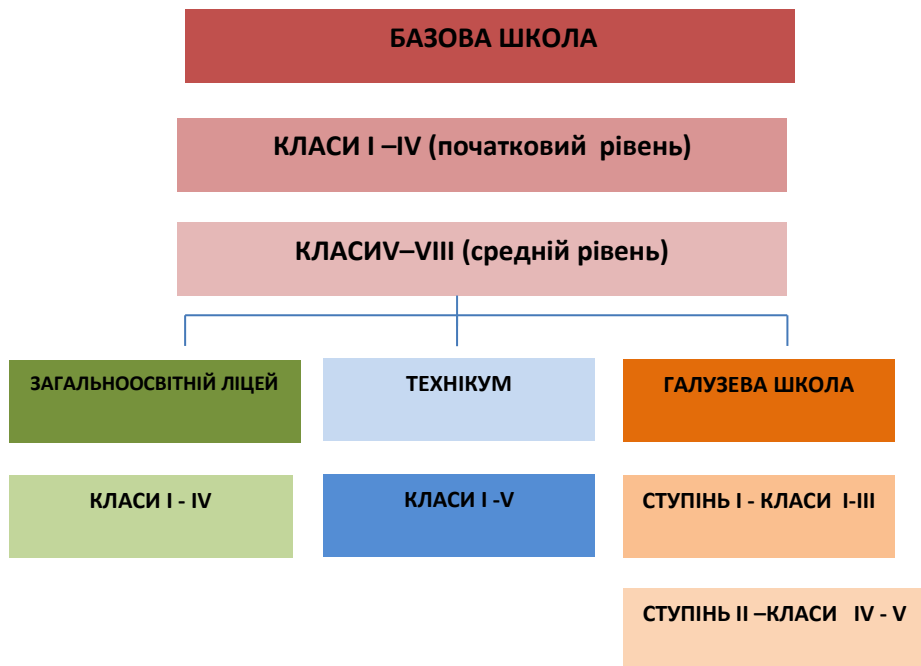 БАЗОВА ШКОЛА
КЛАСИ I –IV (початковий рівень)
КЛАСИV–VIII (средній рівень)
ЗАГАЛЬНООСВІТНІЙ ЛІЦЕЙ
ТЕХНІКУМ
ГАЛУЗЕВА ШКОЛА
КЛАСИ I - IV
КЛАСИ I -V
СТУПІНЬ I - КЛАСИ I-III
СТУПІНЬ II –КЛАСИ IV - V